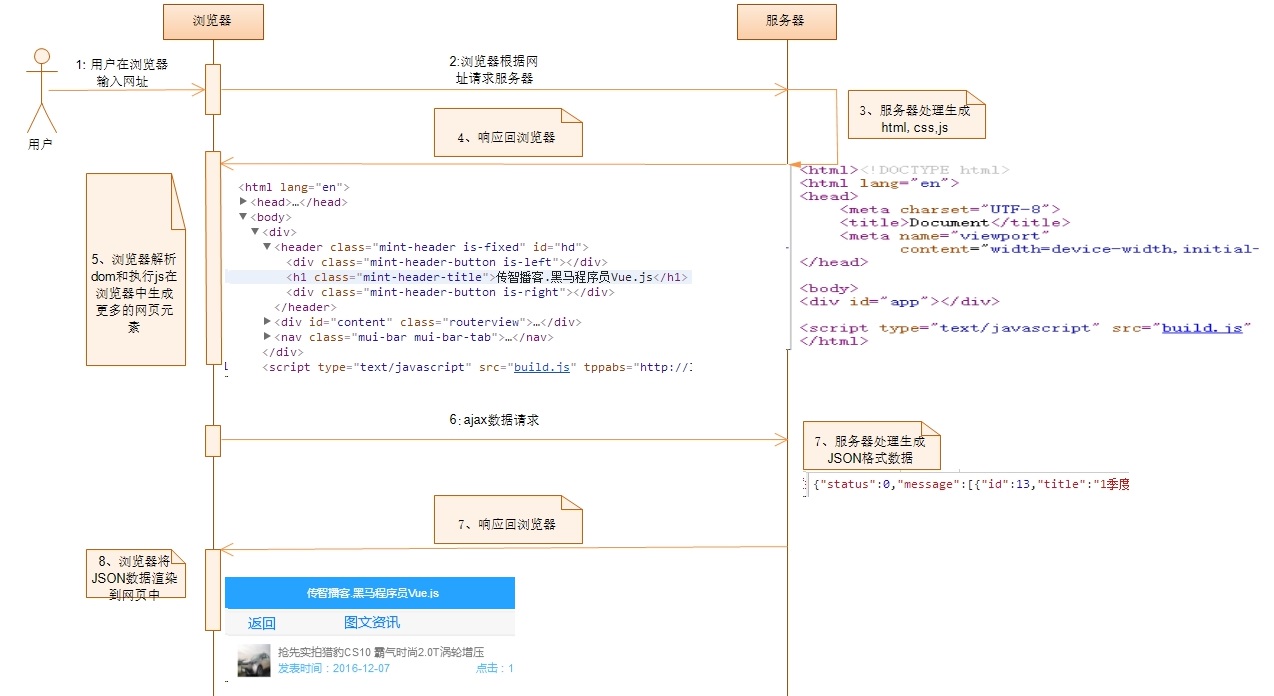 浏览器
服务器
1: 用户在浏览器
输入网址
2:浏览器根据网
址请求服务器
用户
3、服务器处理生成
html, css,js
4、响应回浏览器
<html><!DOCTYPE html>
<html lang="en">
<head>
<meta charset="UTF-8">
<title>Document</title>
<meta name="viewport"
content="width=device-width,initial-
</head>
<body>
<div id="app"></div>
<script type="text/javascript" src="build.js"
</html>
5、浏览器解析
dom和执行js在
浏览器中生成
更多的网页元
素
<html lang="en">
▶<head>…</head>
▼<body>
▼<div>
▼<header class="mint-header is-fixed" id="hd">
<div class="mint-header-button is-left"></div>
<h1 class="mint-header-title">传智播客.黑马程序员Vue.js</h1>
<div class="mint-header-button is-right"></div>
</header>
▶<div id="content" class="routerview">…</div>
▶<nav class="mui-bar mui-bar-tab">…</nav>
</div>
<script type="text/javascript" src="build.js" tppabs="http://
6:ajax数据请求
7、服务器处理生成
JSON格式数据
{"status":0,"message":[{"id":13,"title":"1季度
7、响应回浏览器
8、浏览器将
JSON数据渲染
到网页中
传智播客.黑马程序员Vue.js
返回 图文资讯
抢先实拍猎豹CS10 霸气时尚2.0T涡轮增压
发表时间：2016-12-07 点击：1